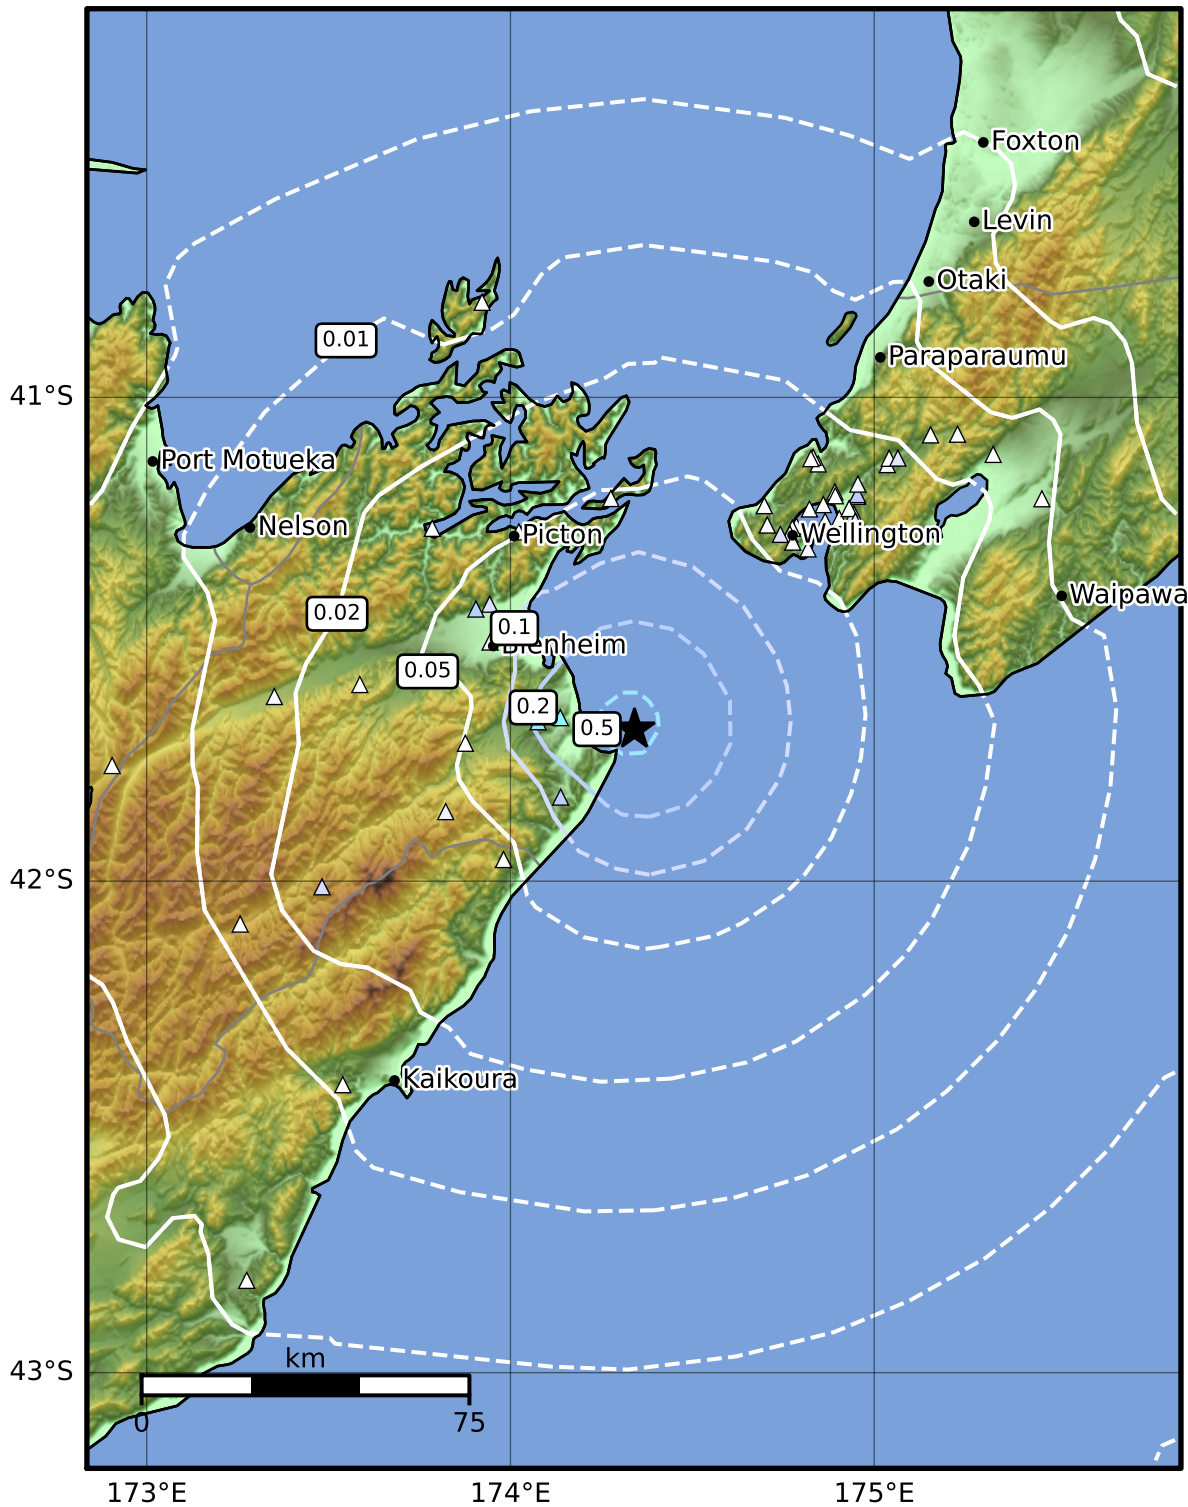 Foxton
Levin
Otaki
0.01
Paraparaumu
41°S
Port Motueka
Nelson
Picton
Wellington
Waipawa
0.02
0.1
Blenheim
0.05
0.2
0.5
42°S
Kaikoura
km
43°S
0
75
173°E
174°E
175°E